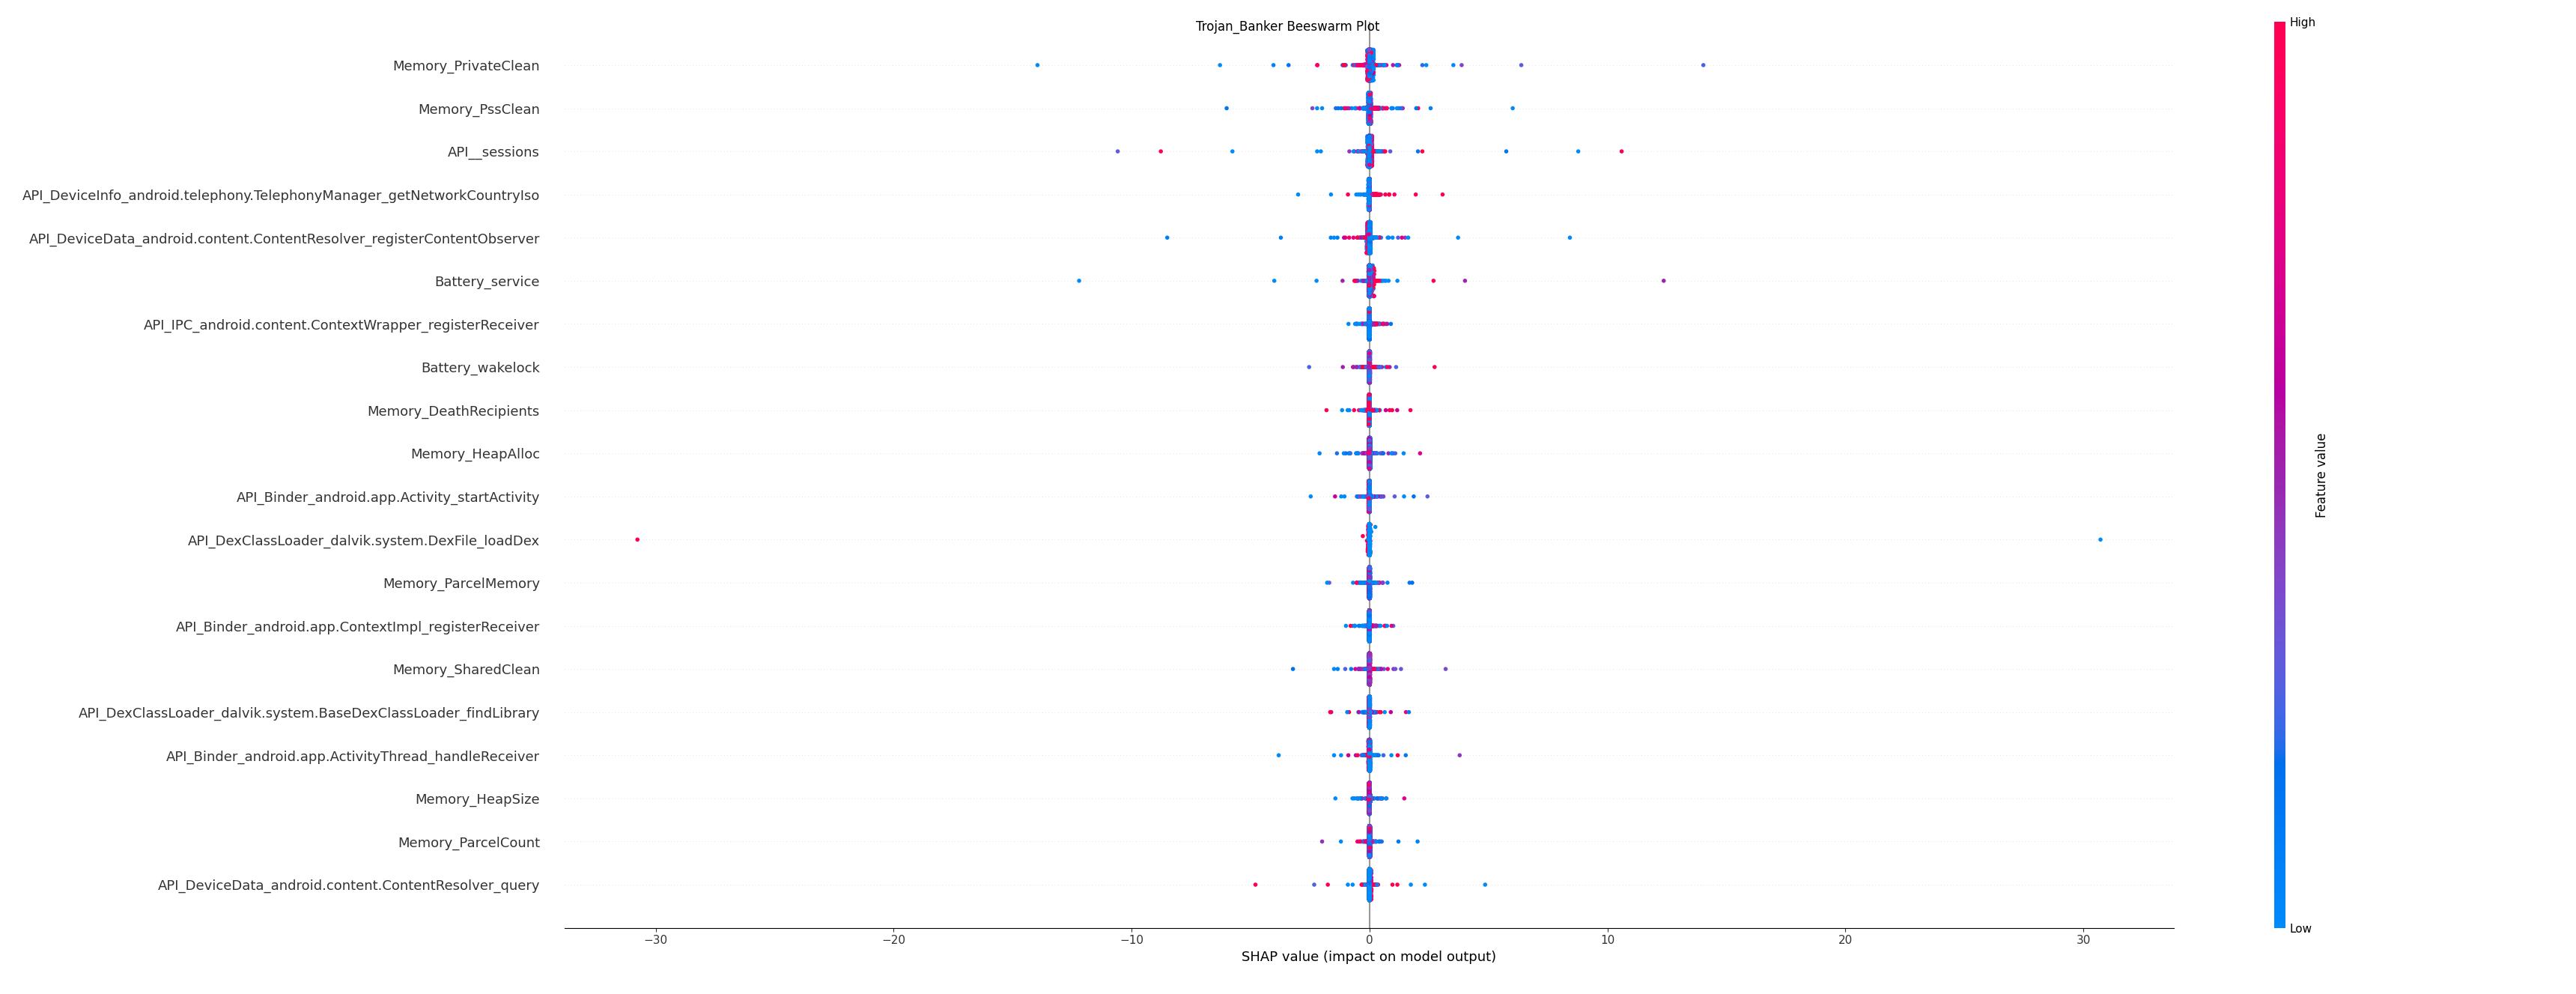 Trojan_Banker Beeswarm Plot
High
Memory_PrivateClean
Memory_PssClean
API__sessions
API_DeviceInfo_android.telephony.TelephonyManager_getNetworkCountryIso
API_DeviceData_android.content.ContentResolver_registerContentObserver
Battery_service
API_IPC_android.content.ContextWrapper_registerReceiver
Battery_wakelock
Memory_DeathRecipients
Memory_HeapAlloc
API_Binder_android.app.Activity_startActivity
API_DexClassLoader_dalvik.system.DexFile_loadDex
Memory_ParcelMemory
API_Binder_android.app.ContextImpl_registerReceiver
Memory_SharedClean
API_DexClassLoader_dalvik.system.BaseDexClassLoader_findLibrary
API_Binder_android.app.ActivityThread_handleReceiver
Memory_HeapSize
Memory_ParcelCount
API_DeviceData_android.content.ContentResolver_query
Feature value
Low
−30 −20 −10 0 10 20 30
SHAP value (impact on model output)